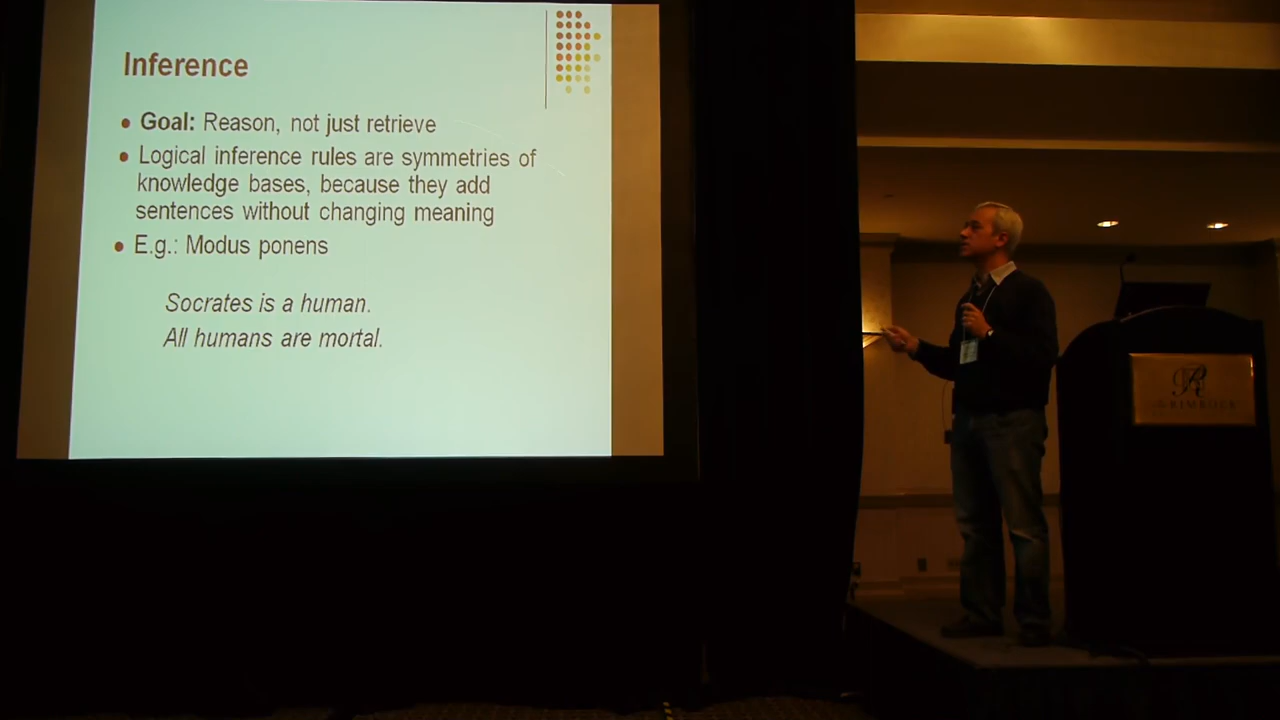 Inference
Goal: Reason, not just retrieve
Logical inference rules are symmetries of
knowledge bases, because they add
sentences without changing meaning
E.g.: Modus ponens
Socrates is a human.
All humans are mortal.
R
RIMROCK